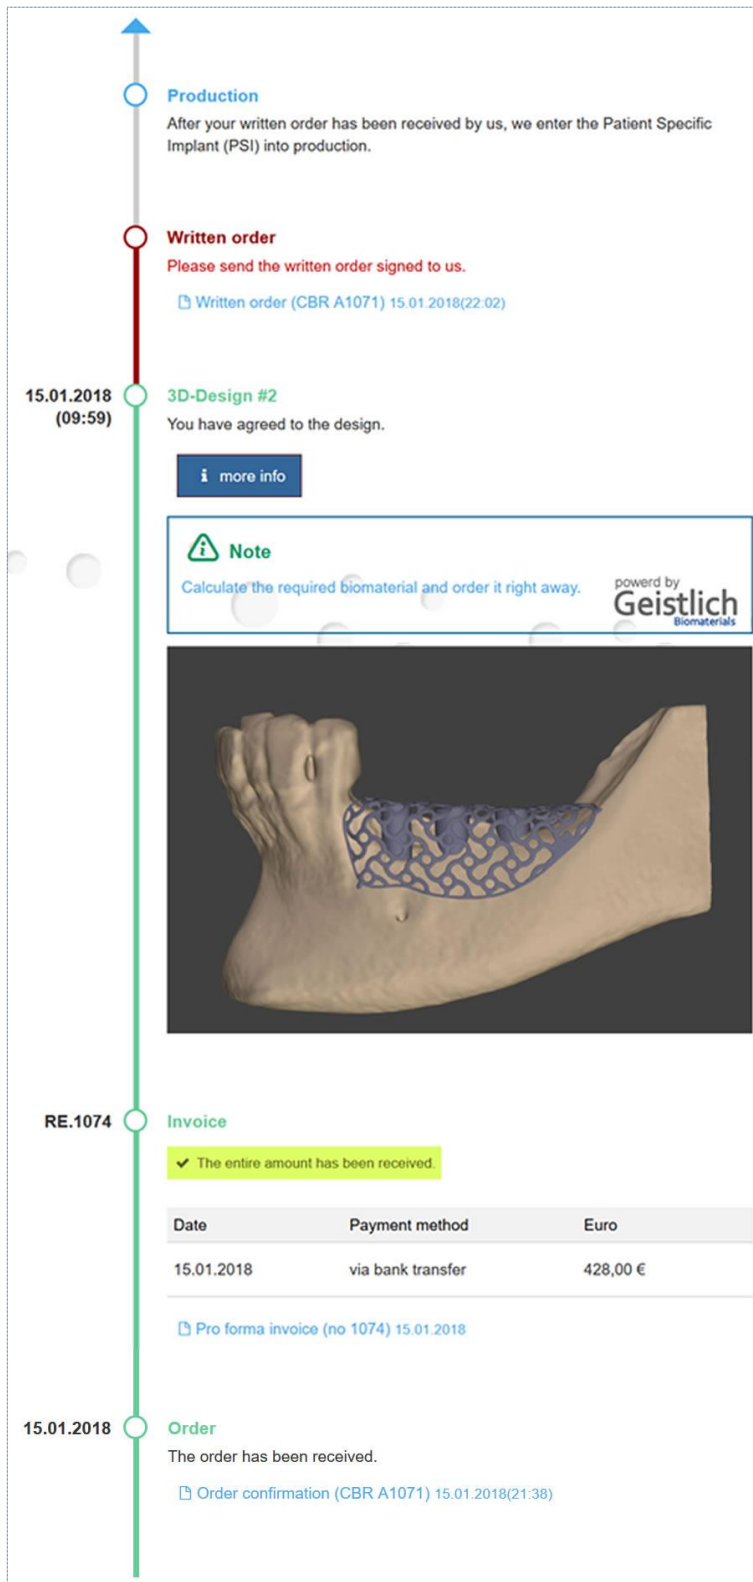 Production
After your written order has been received by us, we enter the Patient Specific
Implant (PSI) into production.
Written order
Please send the written order signed to us.
Written order (CBR A1071) 15.01.2018(22:02)
15.01.2018
(09:59)
3D-Design #2
You have agreed to the design.
i more info
Note
Calculate the required biomaterial and order it right away.
powerd by
Geistlich
Biomaterials
RE.1074
Invoice
The entire amount has been received.
Date Payment method Euro
15.01.2018 via bank transfer 428,00 €
Pro forma invoice (no 1074) 15.01.2018
15.01.2018
Order
The order has been received.
Order confirmation (CBR A1071) 15.01.2018(21:38)